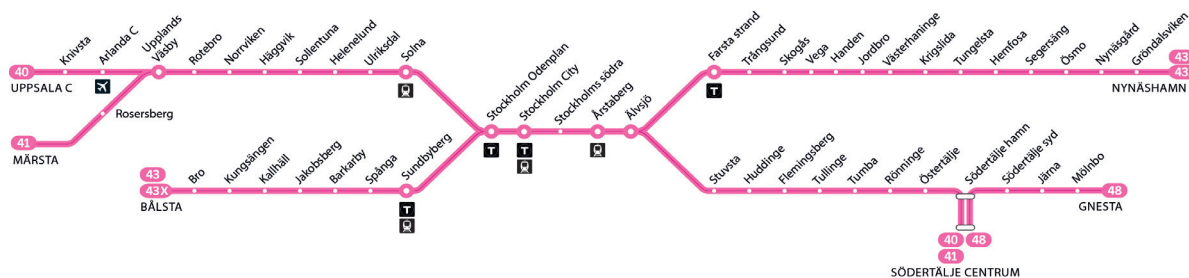 40
UPPSALA C
Knivsta
Arlanda C
Upplands
Väsby
Rotebro
Norrviken
Häggvik
Sollentuna
Helenelund
Ulriksdal
Solna
Rosersberg
41
MÄRSTA
43
43X
BÅLSTA
Bro
Kungsängen
Kallhäll
Jakobsberg
Barkarby
Spånga
Sundbyberg
T
Stockholm Odenplan
T
Stockholm City
T
Stockholms södra
Årstaberg
Älvsjö
Farsta strand
T
Trångsund
Skogås
Vega
Handen
Jordbro
Västerhaninge
Krigslida
Tungelsta
Hemfosa
Segersäng
Ösmo
Nynäsgård
Gröndalsviken
43
43
NYNÄSHAMN
Stuvsta
Huddinge
Flemingsberg
Tullinge
Tumba
Rönninge
Östertälje
Södertälje hamn
Södertälje syd
Järna
Mölnbo
48
GNESTA
40
48
41
SÖDERTÄLJE CENTRUM